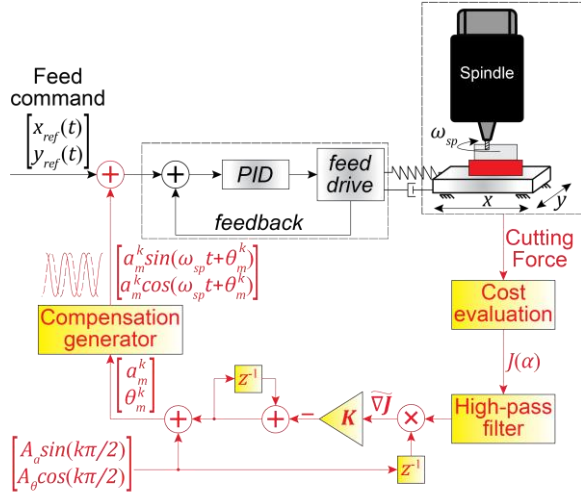 Feed
command
[x_ref(t)
y_ref(t)]
PID
feed
drive
feedback
Spindle
ω_sp
x
y
Cutting
Force
Cost
evaluation
J(α)
High-pass
filter
[a_m^k sin(ω_sp t+θ_m^k)
a_m^k cos(ω_sp t+θ_m^k)]
Compensation
generator
[a_m^k
θ_m^k]
z⁻¹
K
∇̃J
[A_a sin(kπ/2)
A_θ cos(kπ/2)]
z⁻¹
+
+
+
+
−
×